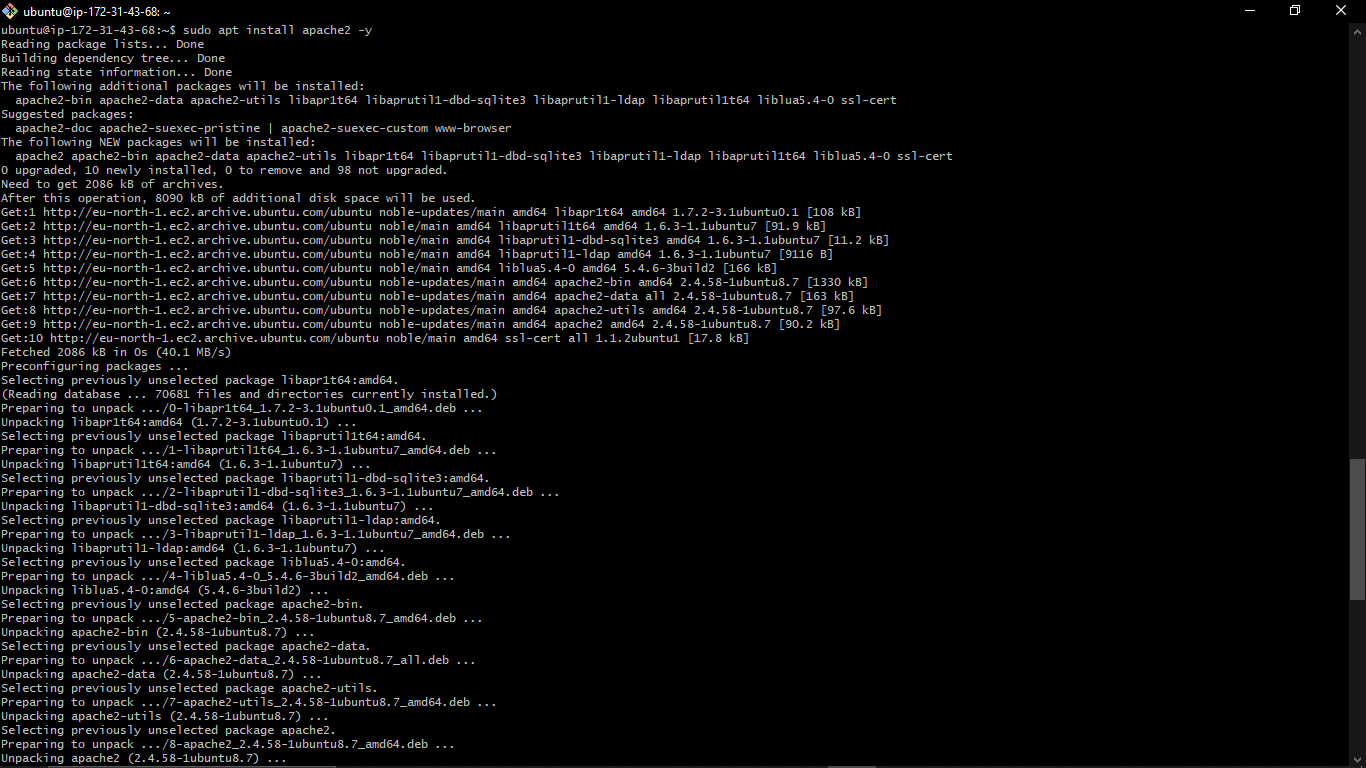 ubuntu@ip-172-31-43-68: ~
ubuntu@ip-172-31-43-68:~$ sudo apt install apache2 -y
Reading package lists... Done
Building dependency tree... Done
Reading state information... Done
The following additional packages will be installed:
  apache2-bin apache2-data apache2-utils libapr1t64 libaprutil1-dbd-sqlite3 libaprutil1-ldap libaprutil1t64 liblua5.4-0 ssl-cert
Suggested packages:
  apache2-doc apache2-suexec-pristine | apache2-suexec-custom www-browser
The following NEW packages will be installed:
  apache2 apache2-bin apache2-data apache2-utils libapr1t64 libaprutil1-dbd-sqlite3 libaprutil1-ldap libaprutil1t64 liblua5.4-0 ssl-cert
0 upgraded, 10 newly installed, 0 to remove and 98 not upgraded.
Need to get 2086 kB of archives.
After this operation, 8090 kB of additional disk space will be used.
Get:1 http://eu-north-1.ec2.archive.ubuntu.com/ubuntu noble-updates/main amd64 libapr1t64 amd64 1.7.2-3.1ubuntu0.1 [108 kB]
Get:2 http://eu-north-1.ec2.archive.ubuntu.com/ubuntu noble/main amd64 libaprutil1t64 amd64 1.6.3-1.1ubuntu7 [91.9 kB]
Get:3 http://eu-north-1.ec2.archive.ubuntu.com/ubuntu noble/main amd64 libaprutil1-dbd-sqlite3 amd64 1.6.3-1.1ubuntu7 [11.2 kB]
Get:4 http://eu-north-1.ec2.archive.ubuntu.com/ubuntu noble/main amd64 libaprutil1-ldap amd64 1.6.3-1.1ubuntu7 [9116 B]
Get:5 http://eu-north-1.ec2.archive.ubuntu.com/ubuntu noble/main amd64 liblua5.4-0 amd64 5.4.6-3build2 [166 kB]
Get:6 http://eu-north-1.ec2.archive.ubuntu.com/ubuntu noble-updates/main amd64 apache2-bin amd64 2.4.58-1ubuntu8.7 [1330 kB]
Get:7 http://eu-north-1.ec2.archive.ubuntu.com/ubuntu noble-updates/main amd64 apache2-data all 2.4.58-1ubuntu8.7 [163 kB]
Get:8 http://eu-north-1.ec2.archive.ubuntu.com/ubuntu noble-updates/main amd64 apache2-utils amd64 2.4.58-1ubuntu8.7 [97.6 kB]
Get:9 http://eu-north-1.ec2.archive.ubuntu.com/ubuntu noble-updates/main amd64 apache2 amd64 2.4.58-1ubuntu8.7 [90.2 kB]
Get:10 http://eu-north-1.ec2.archive.ubuntu.com/ubuntu noble/main amd64 ssl-cert all 1.1.2ubuntu1 [17.8 kB]
Fetched 2086 kB in 0s (40.1 MB/s)
Preconfiguring packages ...
Selecting previously unselected package libapr1t64:amd64.
(Reading database ... 70681 files and directories currently installed.)
Preparing to unpack .../0-libapr1t64_1.7.2-3.1ubuntu0.1_amd64.deb ...
Unpacking libapr1t64:amd64 (1.7.2-3.1ubuntu0.1) ...
Selecting previously unselected package libaprutil1t64:amd64.
Preparing to unpack .../1-libaprutil1t64_1.6.3-1.1ubuntu7_amd64.deb ...
Unpacking libaprutil1t64:amd64 (1.6.3-1.1ubuntu7) ...
Selecting previously unselected package libaprutil1-dbd-sqlite3:amd64.
Preparing to unpack .../2-libaprutil1-dbd-sqlite3_1.6.3-1.1ubuntu7_amd64.deb ...
Unpacking libaprutil1-dbd-sqlite3:amd64 (1.6.3-1.1ubuntu7) ...
Selecting previously unselected package libaprutil1-ldap:amd64.
Preparing to unpack .../3-libaprutil1-ldap_1.6.3-1.1ubuntu7_amd64.deb ...
Unpacking libaprutil1-ldap:amd64 (1.6.3-1.1ubuntu7) ...
Selecting previously unselected package liblua5.4-0:amd64.
Preparing to unpack .../4-liblua5.4-0_5.4.6-3build2_amd64.deb ...
Unpacking liblua5.4-0:amd64 (5.4.6-3build2) ...
Selecting previously unselected package apache2-bin.
Preparing to unpack .../5-apache2-bin_2.4.58-1ubuntu8.7_amd64.deb ...
Unpacking apache2-bin (2.4.58-1ubuntu8.7) ...
Selecting previously unselected package apache2-data.
Preparing to unpack .../6-apache2-data_2.4.58-1ubuntu8.7_all.deb ...
Unpacking apache2-data (2.4.58-1ubuntu8.7) ...
Selecting previously unselected package apache2-utils.
Preparing to unpack .../7-apache2-utils_2.4.58-1ubuntu8.7_amd64.deb ...
Unpacking apache2-utils (2.4.58-1ubuntu8.7) ...
Selecting previously unselected package apache2.
Preparing to unpack .../8-apache2_2.4.58-1ubuntu8.7_amd64.deb ...
Unpacking apache2 (2.4.58-1ubuntu8.7) ...